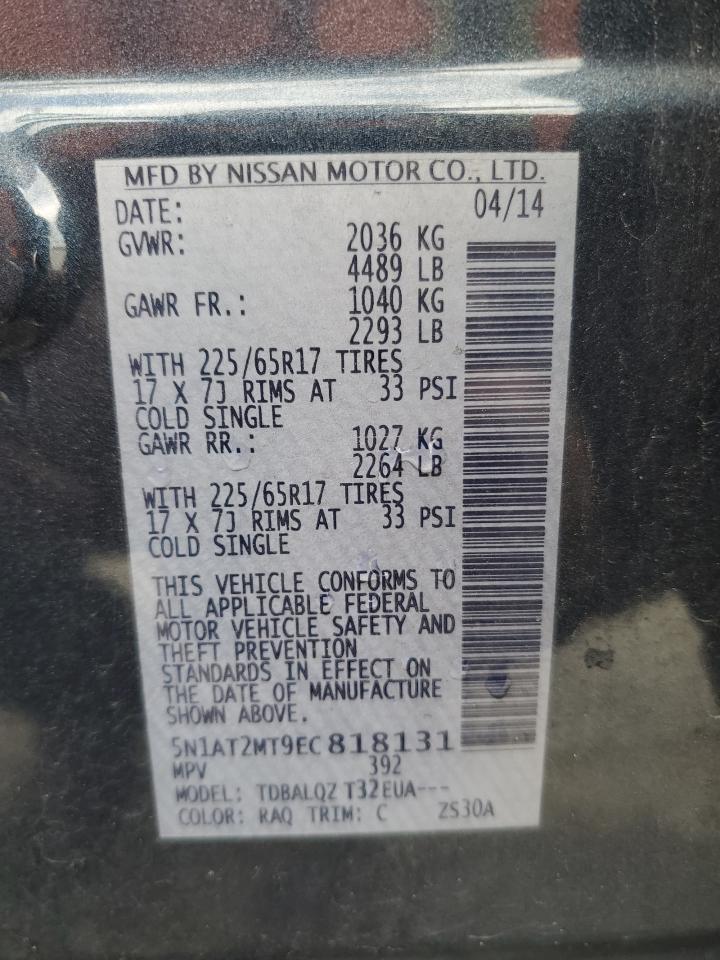 MFD BY NISSAN MOTOR CO., LTD.
DATE: 04/14
GVWR: 2036 KG
4489 LB
GAWR FR.: 1040 KG
2293 LB
WITH 225/65R17 TIRES
17 X 7J RIMS AT 33 PSI
COLD SINGLE
GAWR RR.: 1027 KG
2264 LB
WITH 225/65R17 TIRES
17 X 7J RIMS AT 33 PSI
COLD SINGLE
THIS VEHICLE CONFORMS TO
ALL APPLICABLE FEDERAL
MOTOR VEHICLE SAFETY AND
THEFT PREVENTION
STANDARDS IN EFFECT ON
THE DATE OF MANUFACTURE
SHOWN ABOVE.
5N1AT2MT9EC818131
MPV 392
MODEL: TDBALQZ T32EUA---
COLOR: RAQ TRIM: C ZS30A